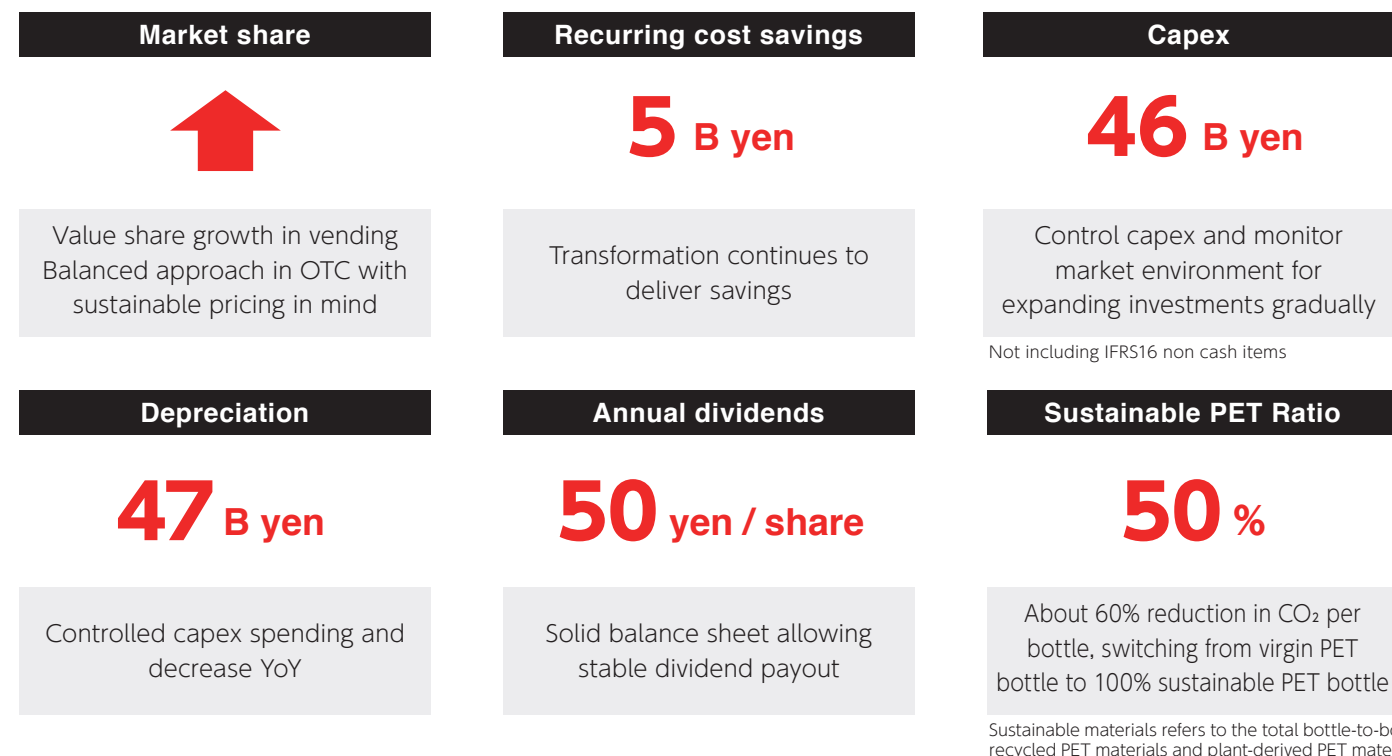 Market share
Value share growth in vending
Balanced approach in OTC with
sustainable pricing in mind
Recurring cost savings
5 B yen
Transformation continues to
deliver savings
Capex
46 B yen
Control capex and monitor
market environment for
expanding investments gradually
Not including IFRS16 non cash items
Depreciation
47 B yen
Controlled capex spending and
decrease YoY
Annual dividends
50 yen / share
Solid balance sheet allowing
stable dividend payout
Sustainable PET Ratio
50 %
About 60% reduction in CO₂ per
bottle, switching from virgin PET
bottle to 100% sustainable PET bottle
Sustainable materials refers to the total
recycled PET materials and plant-derived PET